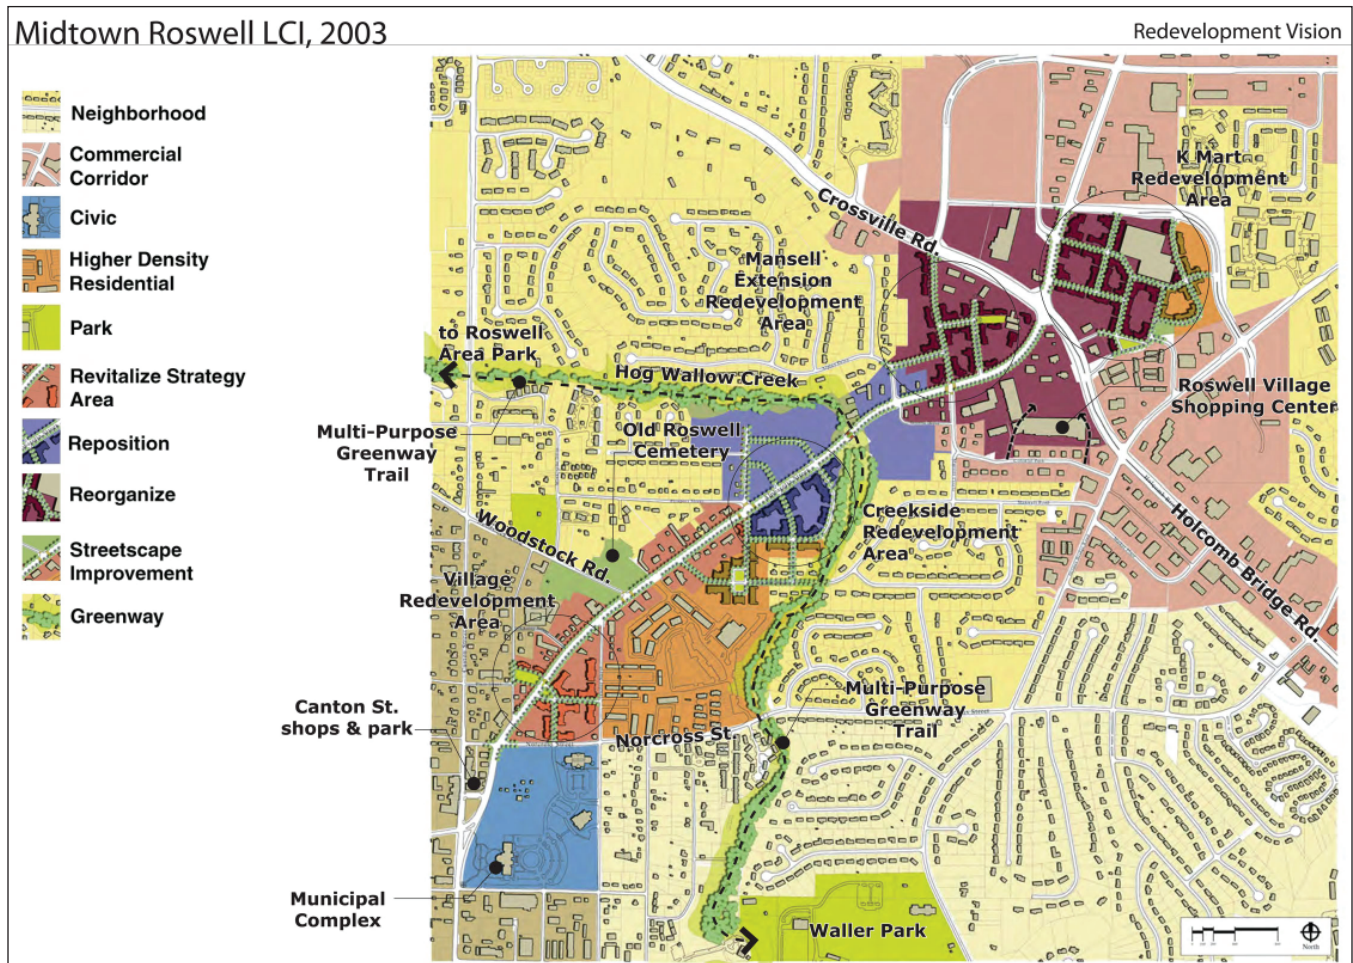 Midtown Roswell LCI, 2003
Redevelopment Vision
Neighborhood
Commercial
Corridor
Civic
Higher Density
Residential
Park
Revitalize Strategy
Area
Reposition
Reorganize
Streetscape
Improvement
Greenway
K Mart
Redevelopment
Area
Crossville Rd.
Mansell
Extension
Redevelopment
Area
to Roswell
Area Park
Hog Wallow Creek
Roswell Village
Shopping Center
Multi-Purpose
Greenway
Trail
Old Roswell
Cemetery
Woodstock Rd.
Creekside
Redevelopment
Area
Holcomb Bridge Rd.
Village
Redevelopment
Area
Multi-Purpose
Greenway
Trail
Canton St.
shops & park
Norcross St.
Municipal
Complex
Waller Park
North